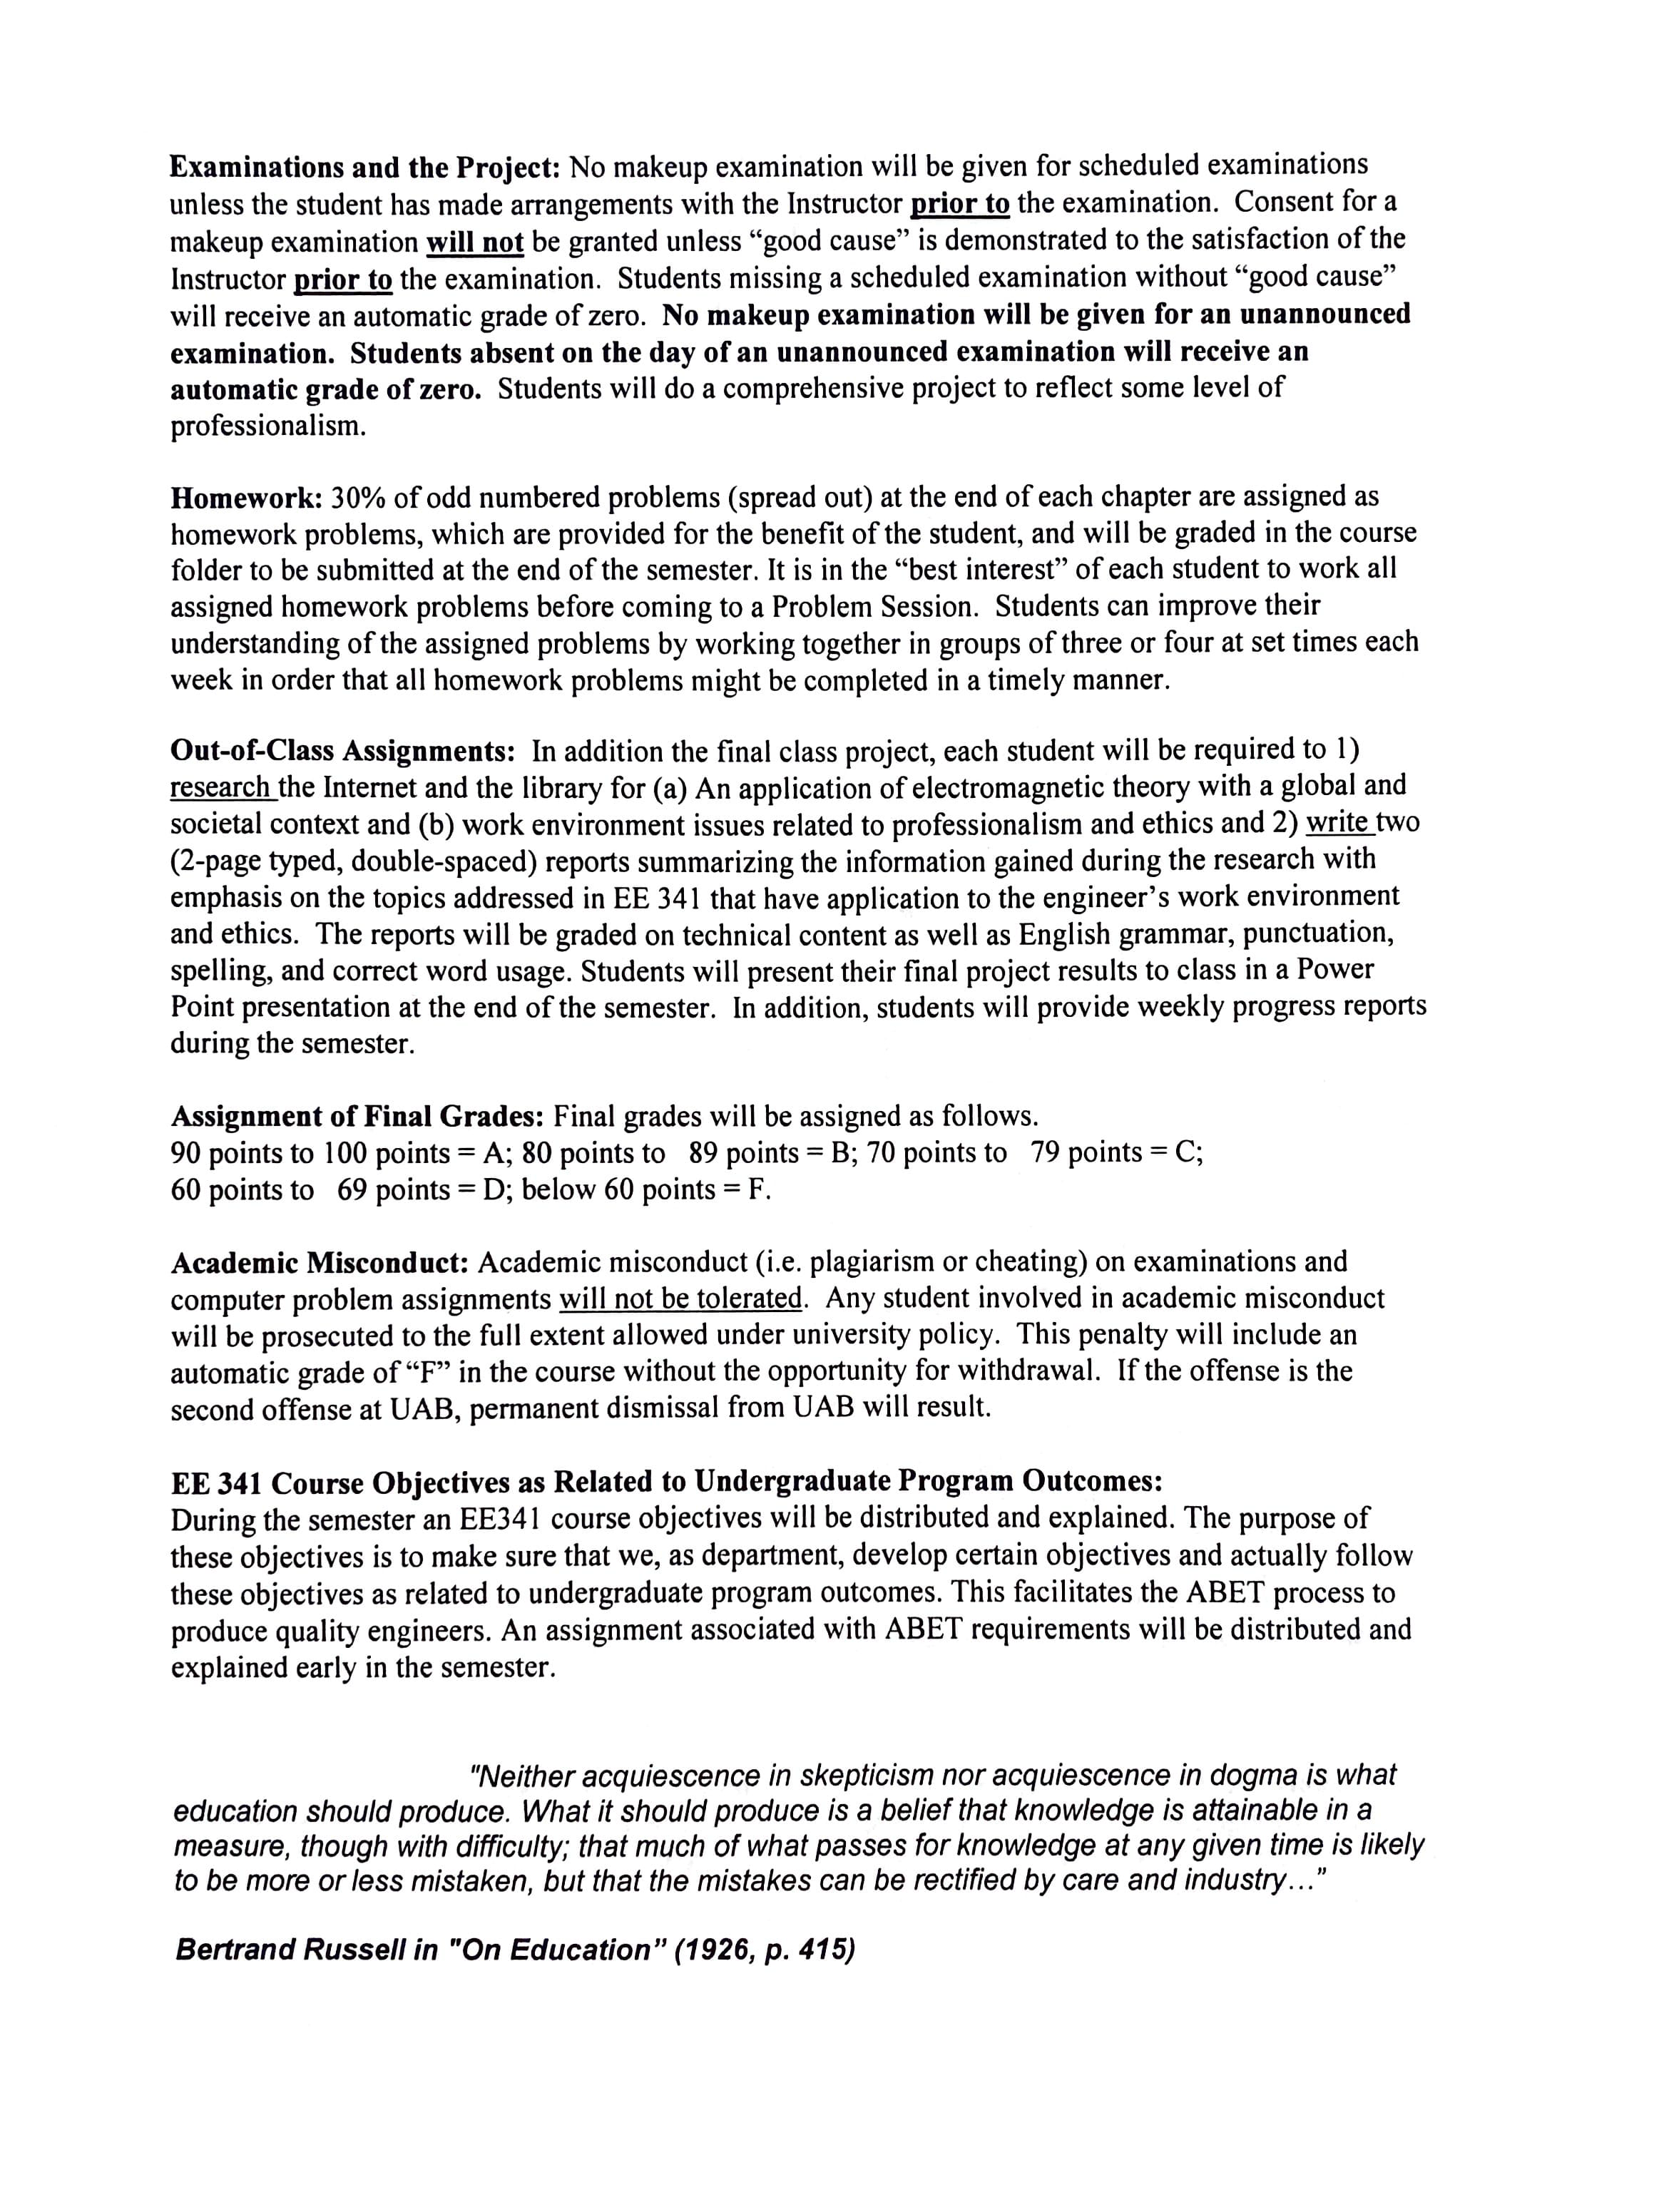 Examinations and the Project: No makeup examination will be given for scheduled examinations
unless the student has made arrangements with the Instructor prior to the examination.  Consent for a
makeup examination will not be granted unless “good cause” is demonstrated to the satisfaction of the
Instructor prior to the examination.  Students missing a scheduled examination without “good cause”
will receive an automatic grade of zero.  No makeup examination will be given for an unannounced
examination.  Students absent on the day of an unannounced examination will receive an
automatic grade of zero.  Students will do a comprehensive project to reflect some level of
professionalism.
Homework: 30% of odd numbered problems (spread out) at the end of each chapter are assigned as
homework problems, which are provided for the benefit of the student, and will be graded in the course
folder to be submitted at the end of the semester. It is in the “best interest” of each student to work all
assigned homework problems before coming to a Problem Session.  Students can improve their
understanding of the assigned problems by working together in groups of three or four at set times each
week in order that all homework problems might be completed in a timely manner.
Out-of-Class Assignments:  In addition the final class project, each student will be required to 1)
research the Internet and the library for (a) An application of electromagnetic theory with a global and
societal context and (b) work environment issues related to professionalism and ethics and 2) write two
(2-page typed, double-spaced) reports summarizing the information gained during the research with
emphasis on the topics addressed in EE 341 that have application to the engineer’s work environment
and ethics.  The reports will be graded on technical content as well as English grammar, punctuation,
spelling, and correct word usage. Students will present their final project results to class in a Power
Point presentation at the end of the semester.  In addition, students will provide weekly progress reports
during the semester.
Assignment of Final Grades: Final grades will be assigned as follows.
90 points to 100 points = A; 80 points to   89 points = B; 70 points to   79 points = C;
60 points to   69 points = D; below 60 points = F.
Academic Misconduct: Academic misconduct (i.e. plagiarism or cheating) on examinations and
computer problem assignments will not be tolerated.  Any student involved in academic misconduct
will be prosecuted to the full extent allowed under university policy.  This penalty will include an
automatic grade of “F” in the course without the opportunity for withdrawal.  If the offense is the
second offense at UAB, permanent dismissal from UAB will result.
EE 341 Course Objectives as Related to Undergraduate Program Outcomes:
During the semester an EE341 course objectives will be distributed and explained. The purpose of
these objectives is to make sure that we, as department, develop certain objectives and actually follow
these objectives as related to undergraduate program outcomes. This facilitates the ABET process to
produce quality engineers. An assignment associated with ABET requirements will be distributed and
explained early in the semester.
"Neither acquiescence in skepticism nor acquiescence in dogma is what
education should produce. What it should produce is a belief that knowledge is attainable in a
measure, though with difficulty; that much of what passes for knowledge at any given time is likely
to be more or less mistaken, but that the mistakes can be rectified by care and industry…”
Bertrand Russell in "On Education” (1926, p. 415)